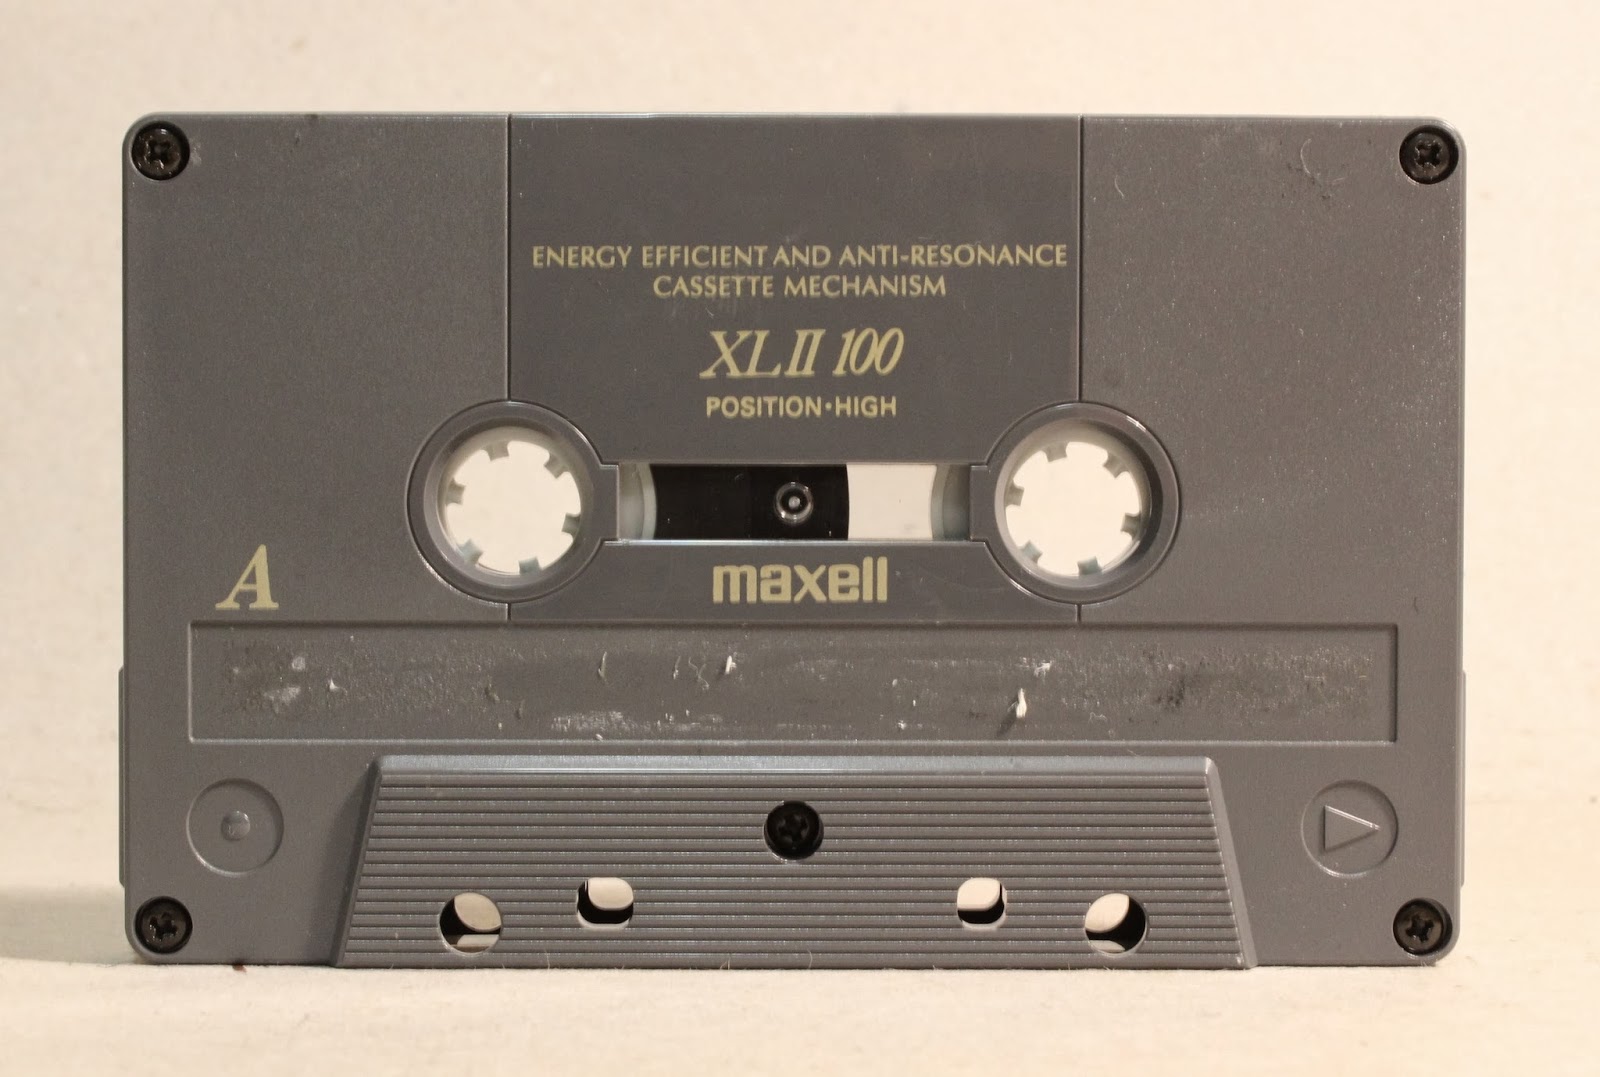 ENERGY EFFICIENT AND ANTI-RESONANCE
CASSETTE MECHANISM
XL II 100
POSITION·HIGH
maxell
A